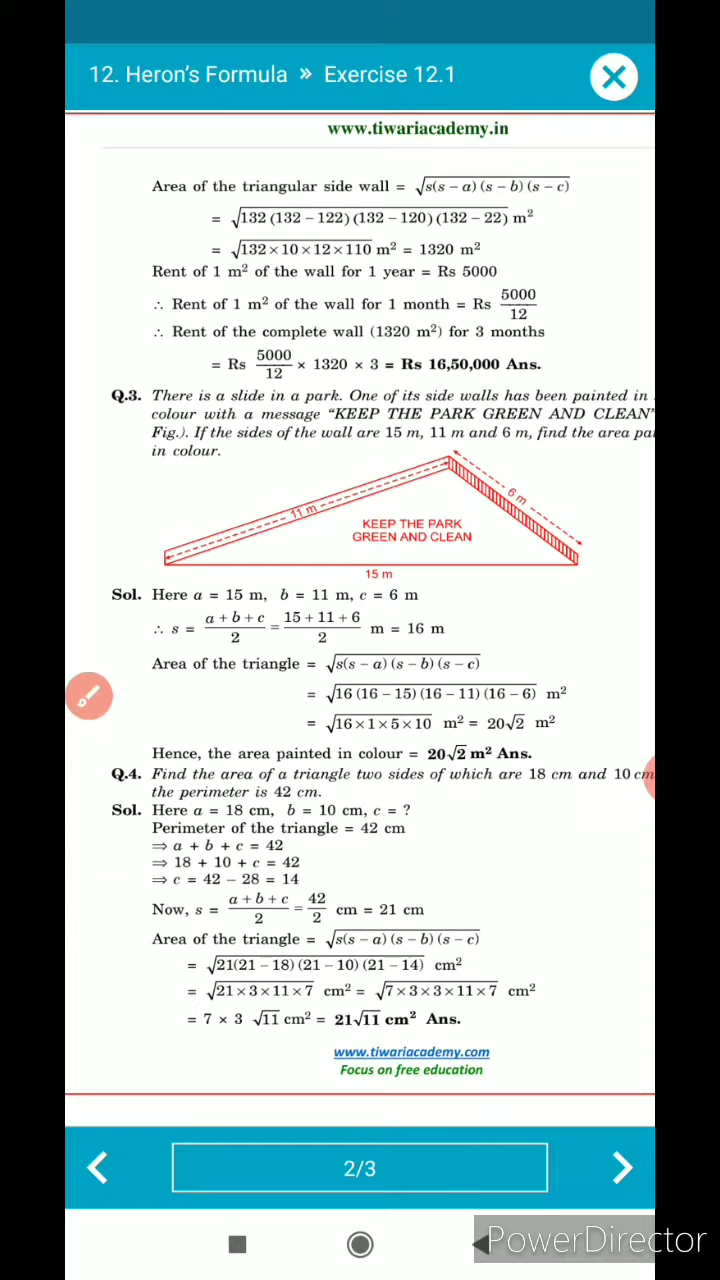 12. Heron's Formula » Exercise 12.1
www.tiwariacademy.in
Area of the triangular side wall = √s(s – a) (s – b) (s – c)
= √132 (132 – 122) (132 – 120) (132 – 22) m²
= √132 × 10 × 12 × 110 m² = 1320 m²
Rent of 1 m² of the wall for 1 year = Rs 5000
∴ Rent of 1 m² of the wall for 1 month = Rs 5000/12
∴ Rent of the complete wall (1320 m²) for 3 months
= Rs 5000/12 × 1320 × 3 = Rs 16,50,000 Ans.
Q.3. There is a slide in a park. One of its side walls has been painted in
colour with a message “KEEP THE PARK GREEN AND CLEAN”
Fig.). If the sides of the wall are 15 m, 11 m and 6 m, find the area pa
in colour.
11 m
6 m
KEEP THE PARK
GREEN AND CLEAN
15 m
Sol. Here a = 15 m, b = 11 m, c = 6 m
∴ s = a + b + c/2 = 15 + 11 + 6/2 m = 16 m
Area of the triangle = √s(s – a) (s – b) (s – c)
= √16 (16 – 15) (16 – 11) (16 – 6) m²
= √16 × 1 × 5 × 10 m² = 20√2 m²
Hence, the area painted in colour = 20√2 m² Ans.
Q.4. Find the area of a triangle two sides of which are 18 cm and 10 cm
the perimeter is 42 cm.
Sol. Here a = 18 cm, b = 10 cm, c = ?
Perimeter of the triangle = 42 cm
⇒ a + b + c = 42
⇒ 18 + 10 + c = 42
⇒ c = 42 – 28 = 14
Now, s = a + b + c/2 = 42/2 cm = 21 cm
Area of the triangle = √s(s – a) (s – b) (s – c)
= √21(21 – 18) (21 – 10) (21 – 14) cm²
= √21 × 3 × 11 × 7 cm² = √7 × 3 × 3 × 11 × 7 cm²
= 7 × 3 √11 cm² = 21√11 cm² Ans.
www.tiwariacademy.com
Focus on free education
2/3
PowerDirector